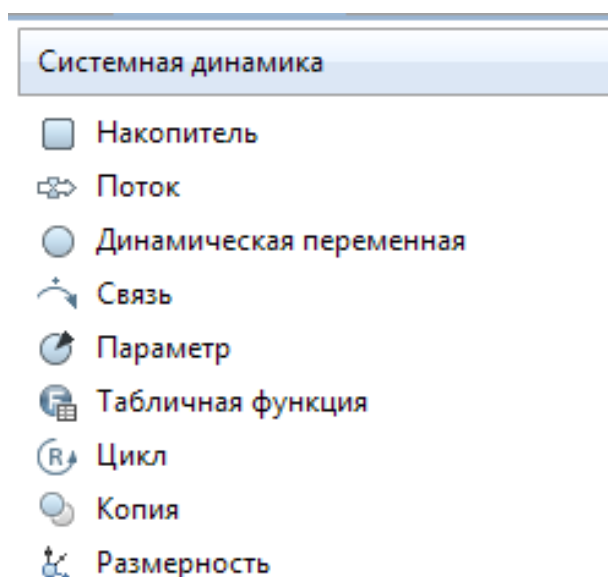 Системная динамика
Накопитель
Поток
Динамическая переменная
Связь
Параметр
Табличная функция
Цикл
Копия
Размерность